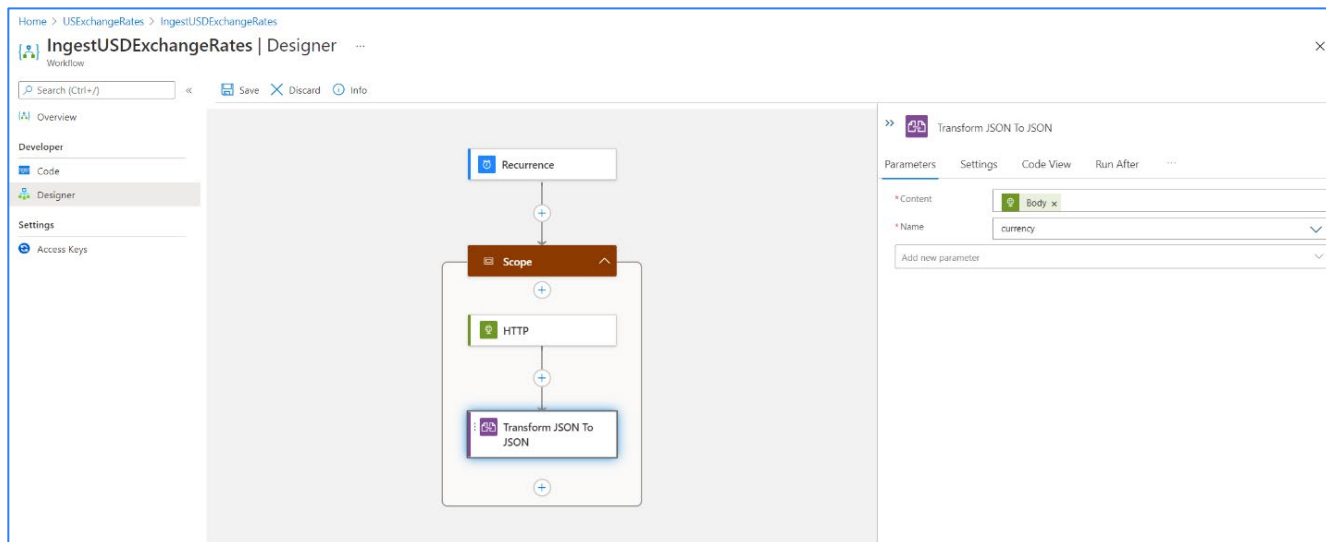 Home > USExchangeRates > IngestUSDExchangeRates
IngestUSDExchangeRates | Designer ...
Workflow
Search (Ctrl+/)
«
Save
Discard
Info
Overview
Developer
Code
Designer
Settings
Access Keys
Recurrence
Scope
HTTP
Transform JSON To
JSON
» Transform JSON To JSON
Parameters Settings Code View Run After ...
* Content
Body ×
* Name
currency
Add new parameter